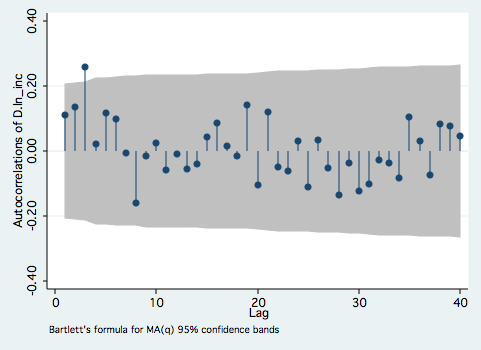 Autocorrelations of D.ln_inc
0.40
0.20
0.00
-0.20
-0.40
0 10 20 30 40
Lag
Bartlett's formula for MA(q) 95% confidence bands